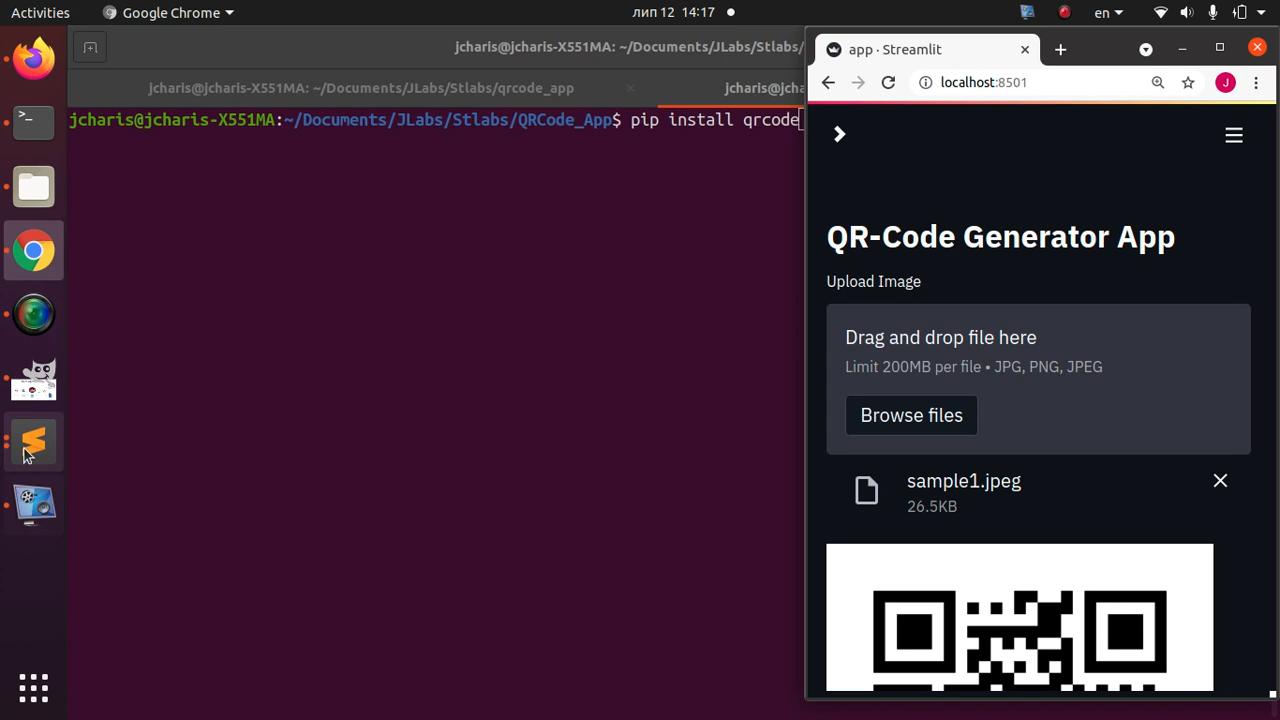 Activities
Google Chrome
лип 12 14:17
en
jcharis@jcharis-X551MA: ~/Documents/JLabs/Stlabs/
jcharis@jcharis-X551MA: ~/Documents/JLabs/Stlabs/qrcode_app
jcharis@jcha
jcharis@jcharis-X551MA:~/Documents/JLabs/Stlabs/QRCode_App$ pip install qrcode
app · Streamlit
localhost:8501
J
QR-Code Generator App
Upload Image
Drag and drop file here
Limit 200MB per file • JPG, PNG, JPEG
Browse files
sample1.jpeg
26.5KB